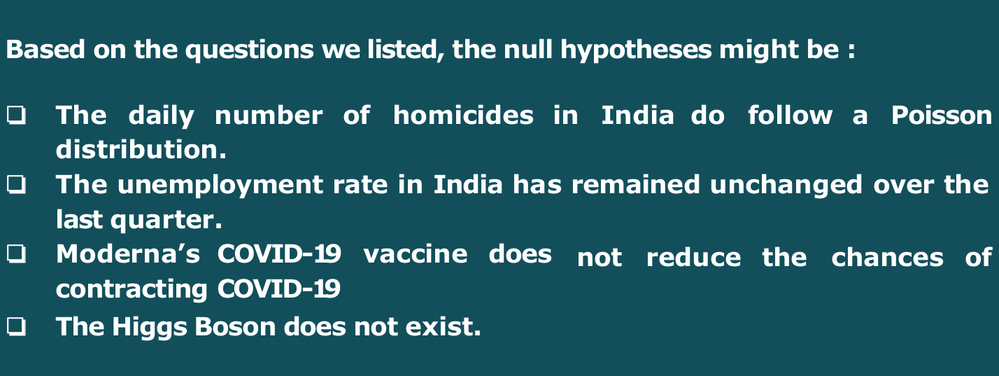 Based on the questions we listed, the null hypotheses might be :
❏ The daily number of homicides in India do follow a Poisson
distribution.
❏ The unemployment rate in India has remained unchanged over the
last quarter.
❏ Moderna’s COVID-19 vaccine does not reduce the chances of
contracting COVID-19
❏ The Higgs Boson does not exist.